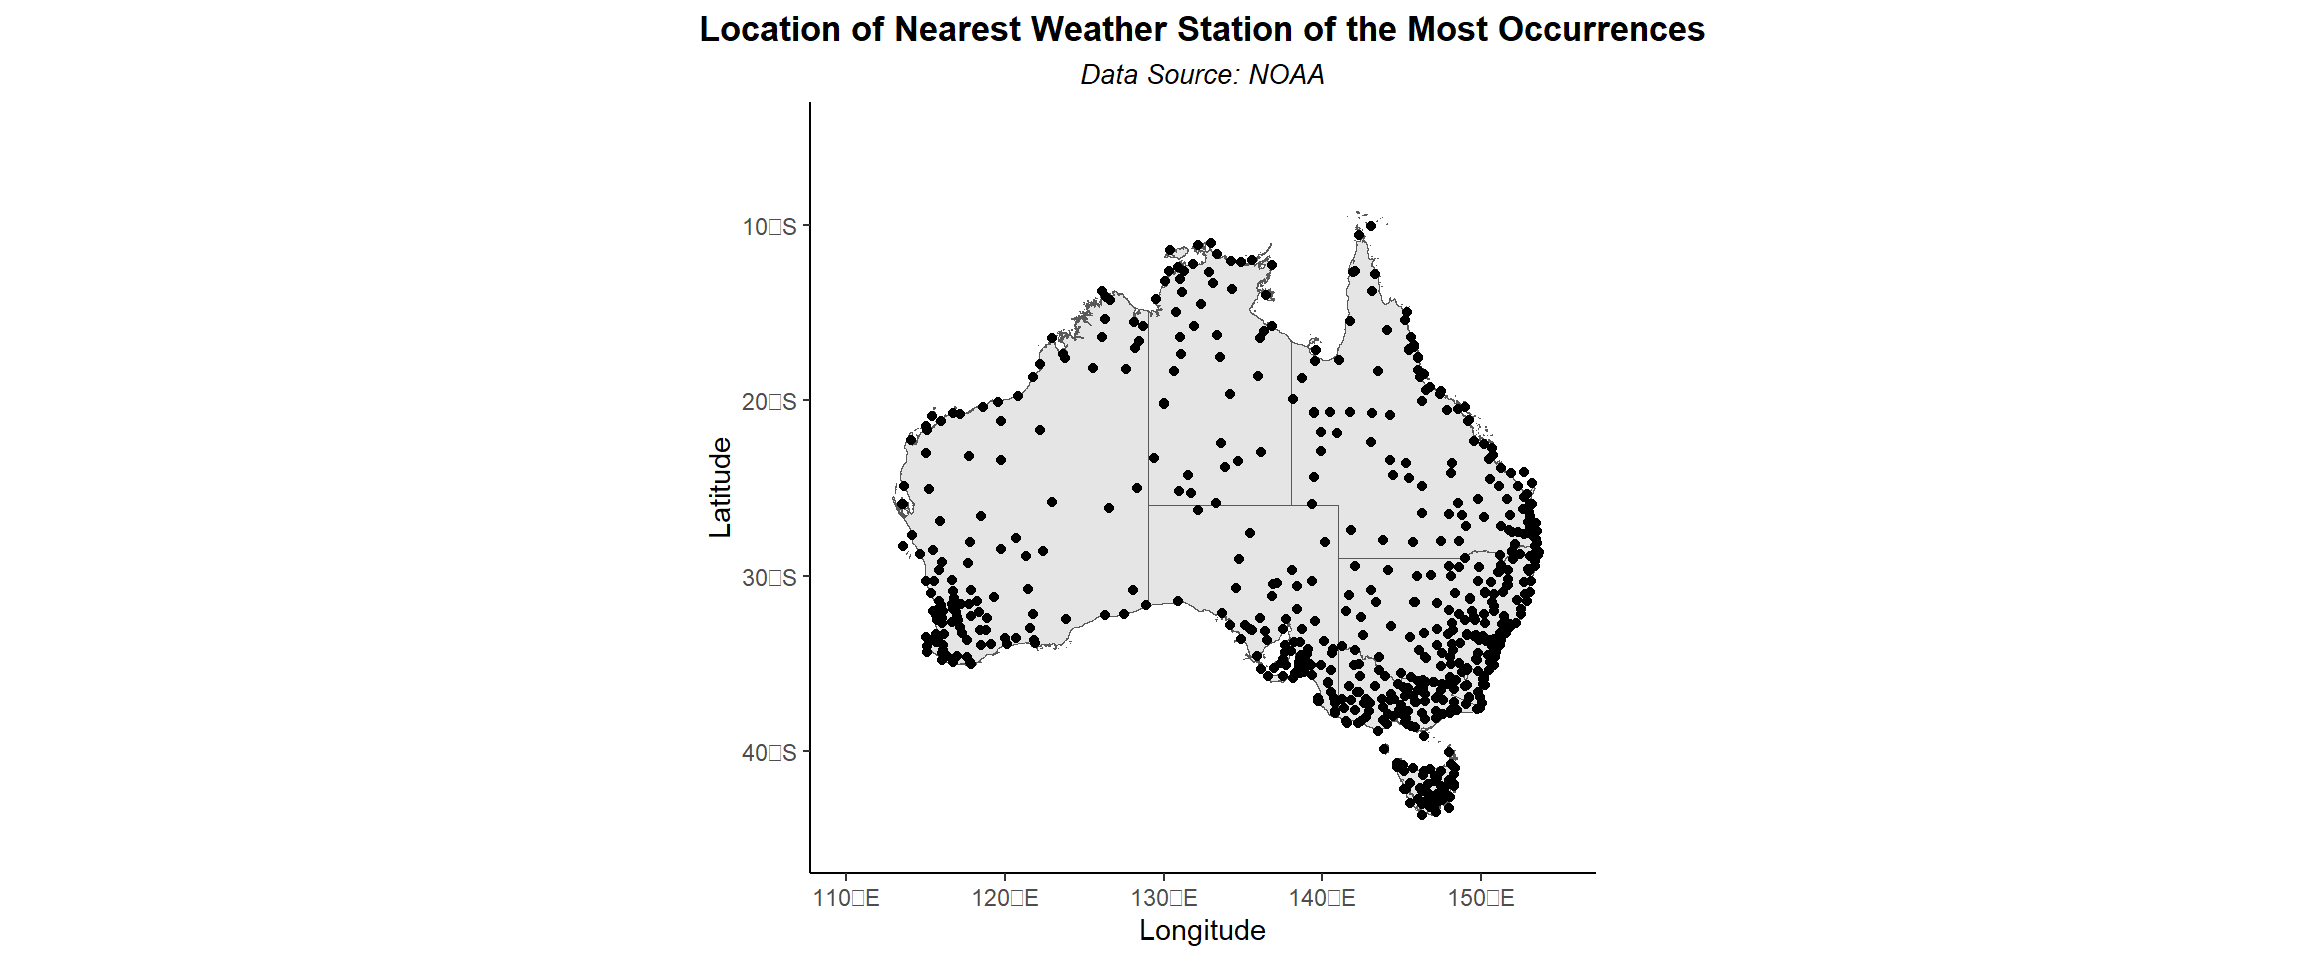 Location of Nearest Weather Station of the Most Occurrences
Data Source: NOAA
10□S
20□S
30□S
40□S
Latitude
110□E 120□E 130□E 140□E 150□E
Longitude